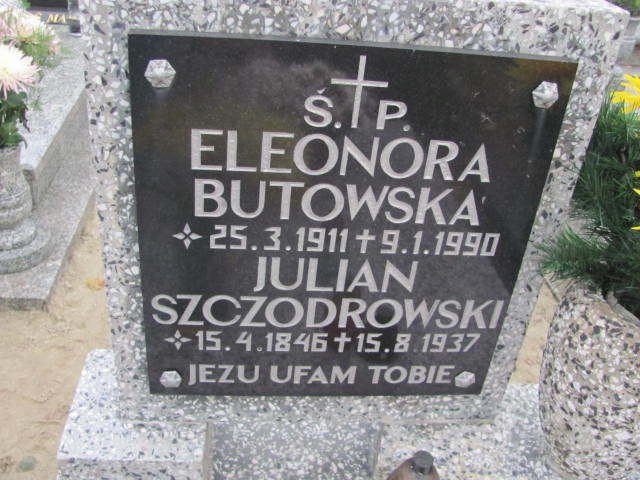 Ś. P.
ELEONORA
BUTOWSKA
25.3.1911 + 9.1.1990
JULIAN
SZCZODROWSKI
15.4.1846 + 15.8.1937
JEZU UFAM TOBIE